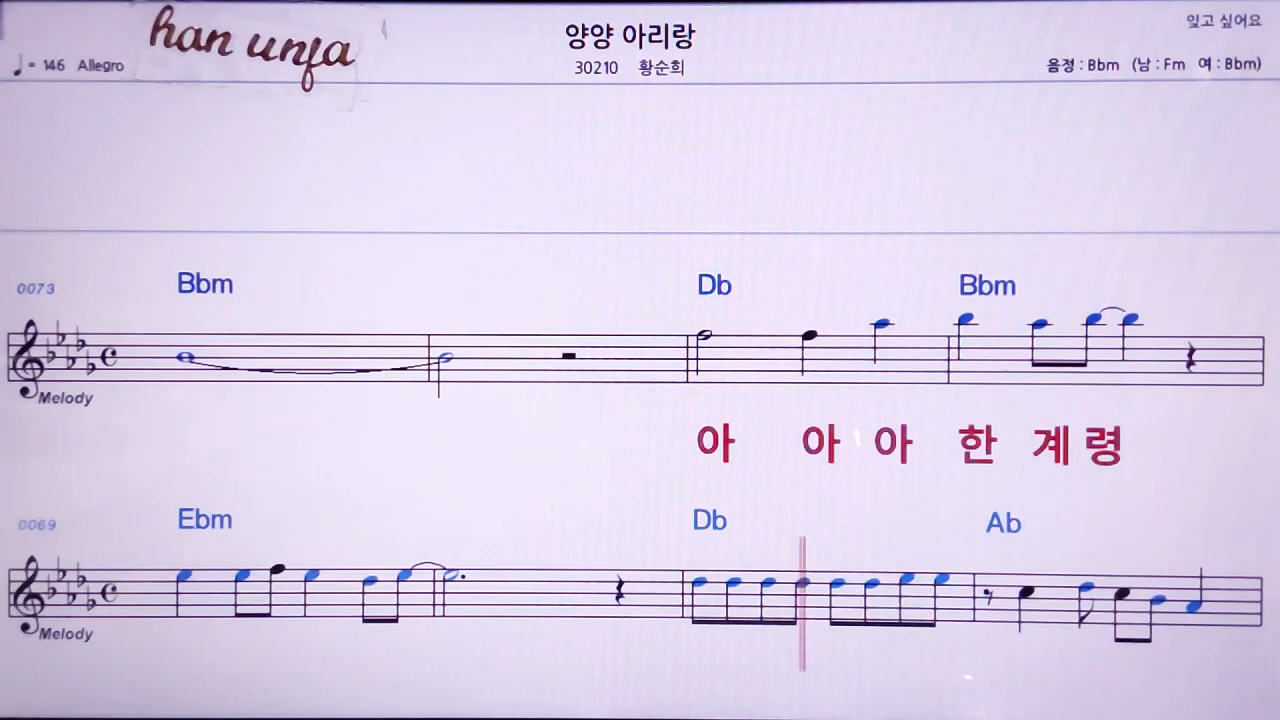 han unfa
양양 아리랑
잊고 싶어요
♩= 146 Allegro
30210 황순희
음정 : Bbm (남 : Fm 여 : Bbm)
0073 Bbm Db Bbm
Melody
아 아 아 한 계 령
0069 Ebm Db Ab
Melody